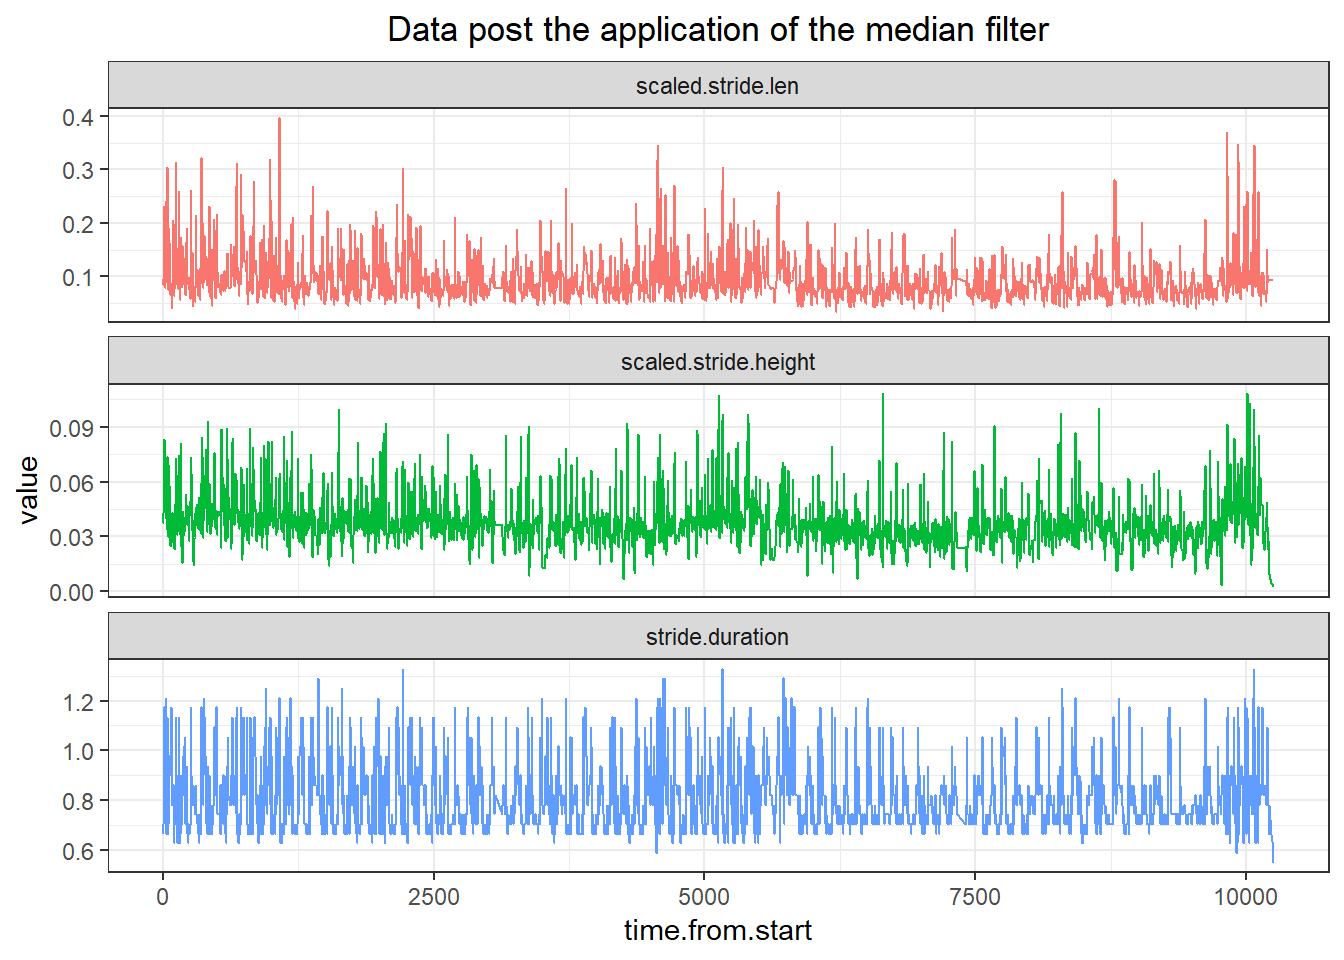 Data post the application of the median filter
scaled.stride.len
0.4
0.3
0.2
0.1
scaled.stride.height
0.09
0.06
0.03
0.00
value
stride.duration
1.2
1.0
0.8
0.6
0 2500 5000 7500 10000
time.from.start